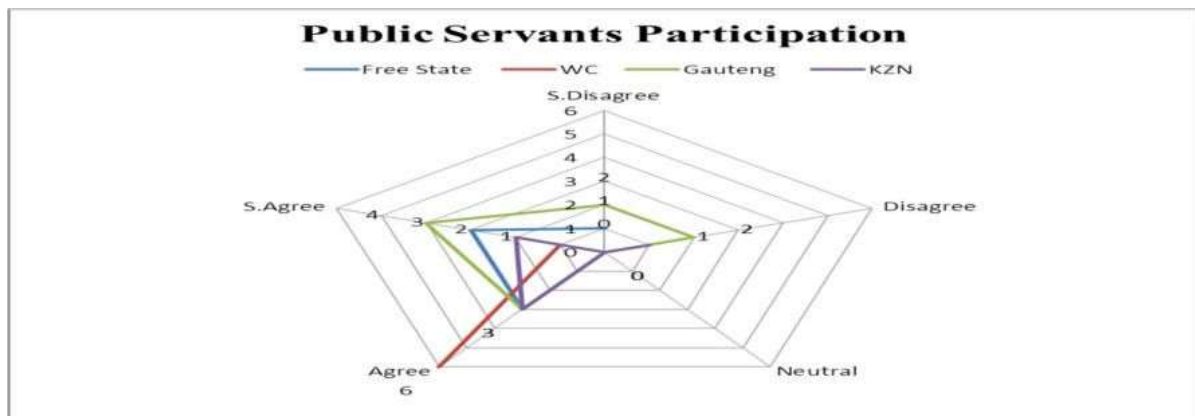 Public Servants Participation
Free State WC Gauteng KZN
S.Disagree
6
5
4
3 2
2 1
1 0
0
S.Agree 4 3 2 1
Disagree
1 2
0
3
Agree
6
Neutral